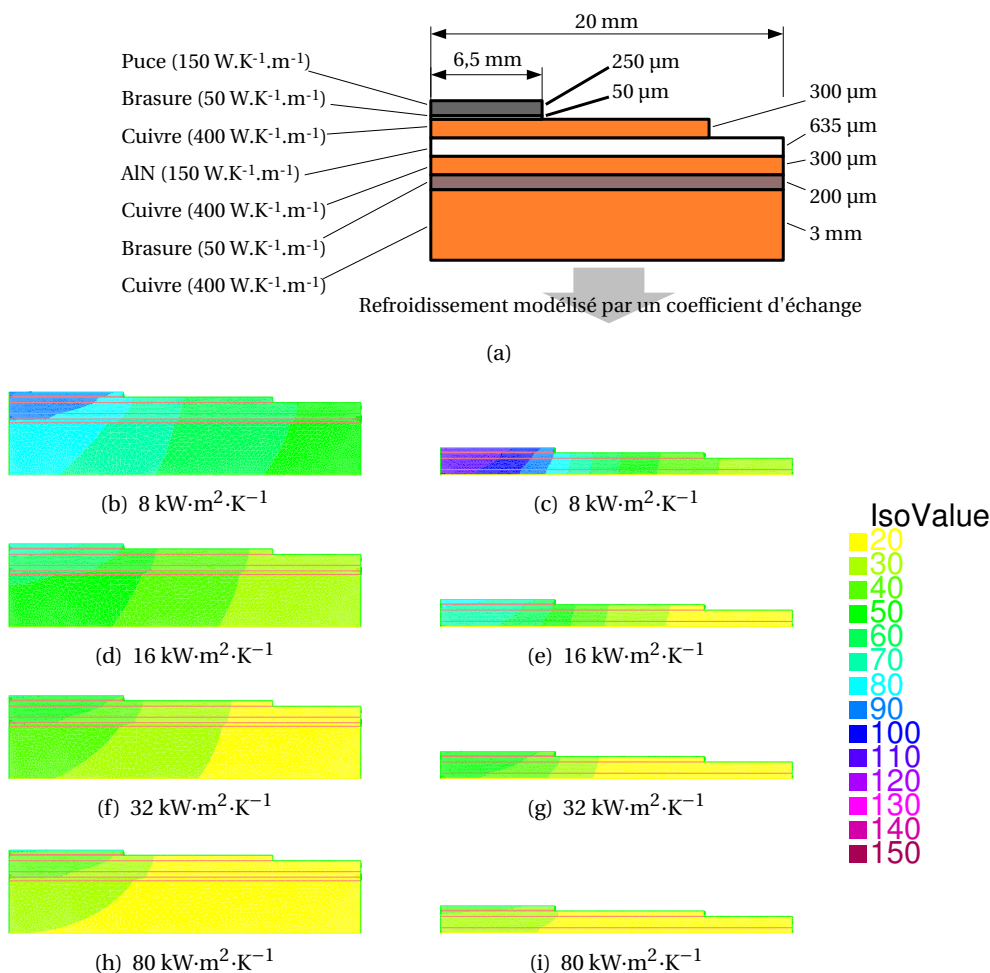 20 mm
6,5 mm
250 µm
50 µm
300 µm
635 µm
300 µm
200 µm
3 mm
Puce (150 W.K-1.m-1)
Brasure (50 W.K-1.m-1)
Cuivre (400 W.K-1.m-1)
AlN (150 W.K-1.m-1)
Cuivre (400 W.K-1.m-1)
Brasure (50 W.K-1.m-1)
Cuivre (400 W.K-1.m-1)
Refroidissement modélisé par un coefficient d'échange
(a)
(b) 8 kW·m²·K⁻¹
(c) 8 kW·m²·K⁻¹
(d) 16 kW·m²·K⁻¹
(e) 16 kW·m²·K⁻¹
(f) 32 kW·m²·K⁻¹
(g) 32 kW·m²·K⁻¹
(h) 80 kW·m²·K⁻¹
(i) 80 kW·m²·K⁻¹
IsoValue
20
30
40
50
60
70
80
90
100
110
120
130
140
150